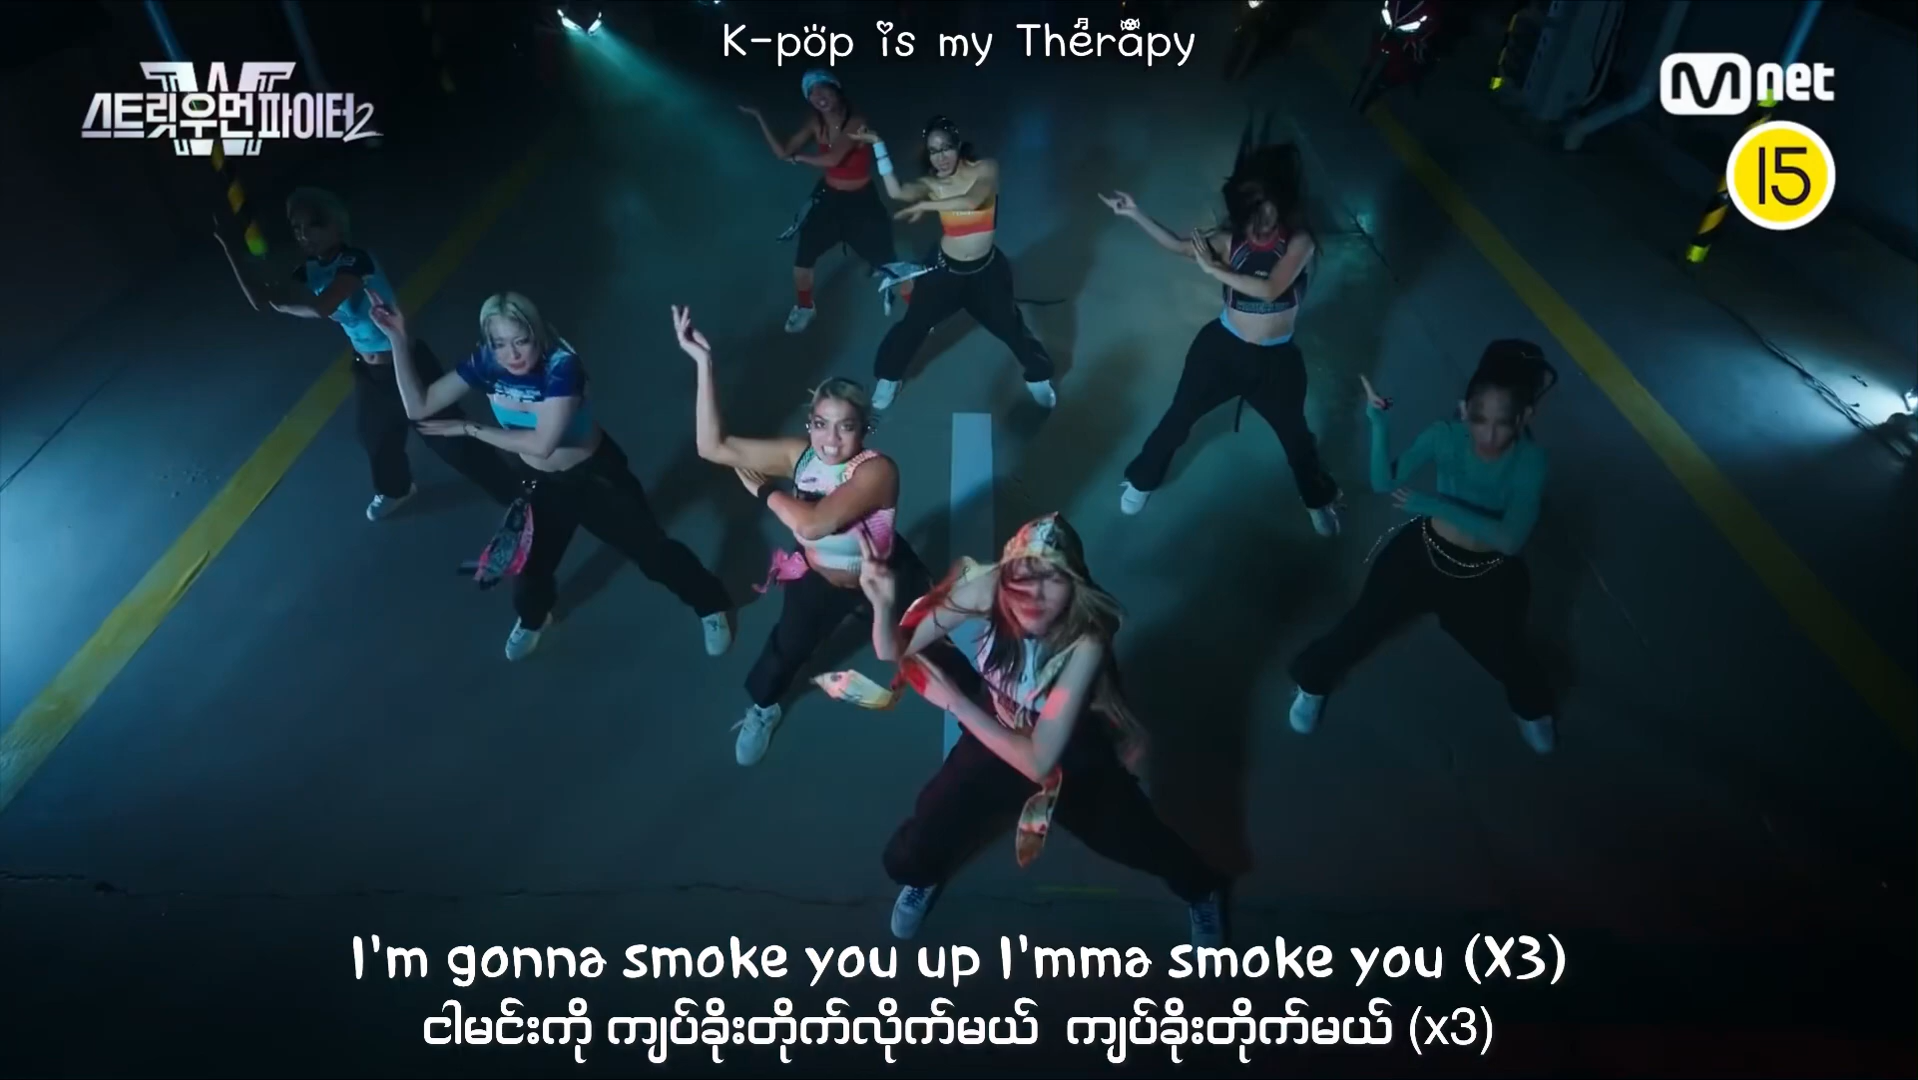 K-pop is my Therapy
스트릿 우먼 파이터2
W
Mnet
15
I'm gonna smoke you up I'mma smoke you (X3)
ငါမင်းကို ကျပ်ခိုးတိုက်လိုက်မယ် ကျပ်ခိုးတိုက်မယ် (x3)